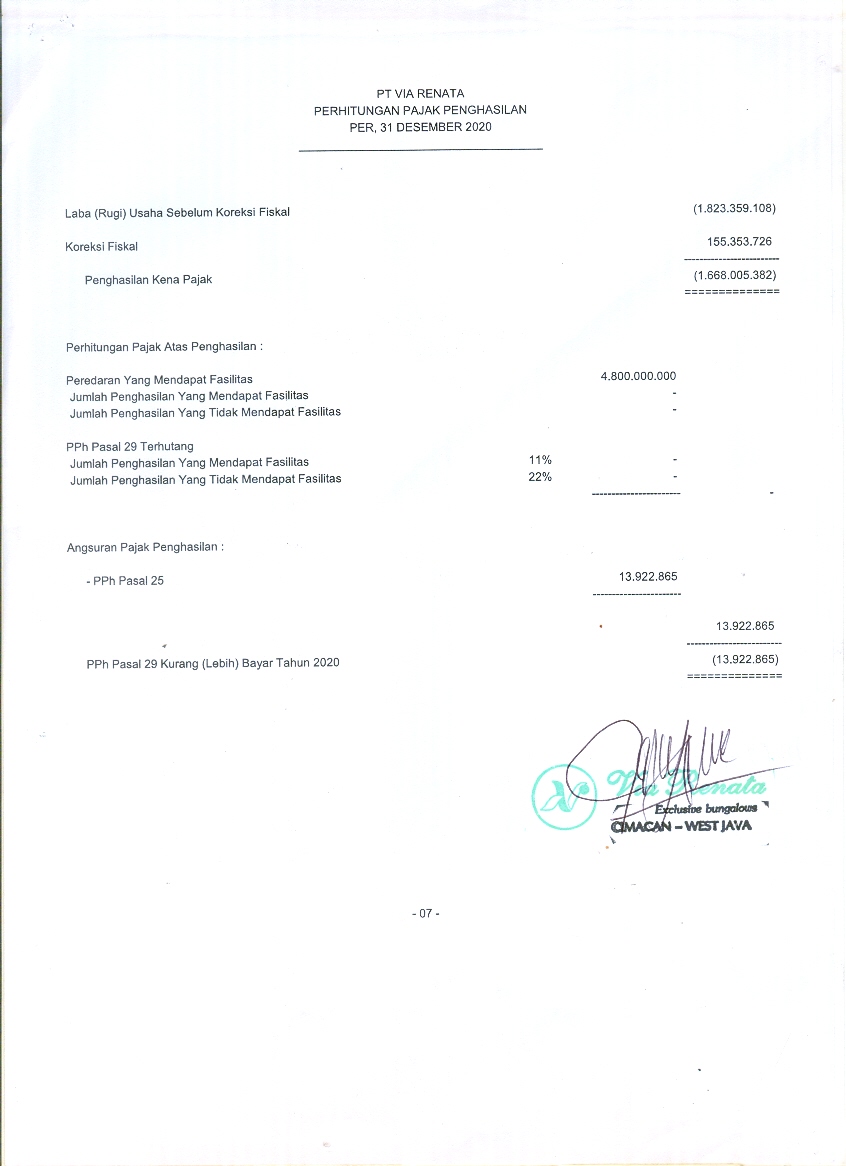 PT VIA RENATA
PERHITUNGAN PAJAK PENGHASILAN
PER, 31 DESEMBER 2020
Laba (Rugi) Usaha Sebelum Koreksi Fiskal (1.823.359.108)
Koreksi Fiskal 155.353.726
-------------------------
Penghasilan Kena Pajak (1.668.005.382)
==============
Perhitungan Pajak Atas Penghasilan :
Peredaran Yang Mendapat Fasilitas 4.800.000.000
Jumlah Penghasilan Yang Mendapat Fasilitas -
Jumlah Penghasilan Yang Tidak Mendapat Fasilitas -
PPh Pasal 29 Terhutang
Jumlah Penghasilan Yang Mendapat Fasilitas 11% -
Jumlah Penghasilan Yang Tidak Mendapat Fasilitas 22% -
----------------------- -
Angsuran Pajak Penghasilan :
- PPh Pasal 25 13.922.865
-----------------------
13.922.865
-------------------------
PPh Pasal 29 Kurang (Lebih) Bayar Tahun 2020 (13.922.865)
==============
Via Renata
Exclusive bungalous
CIMACAN – WEST JAVA
- 07 -